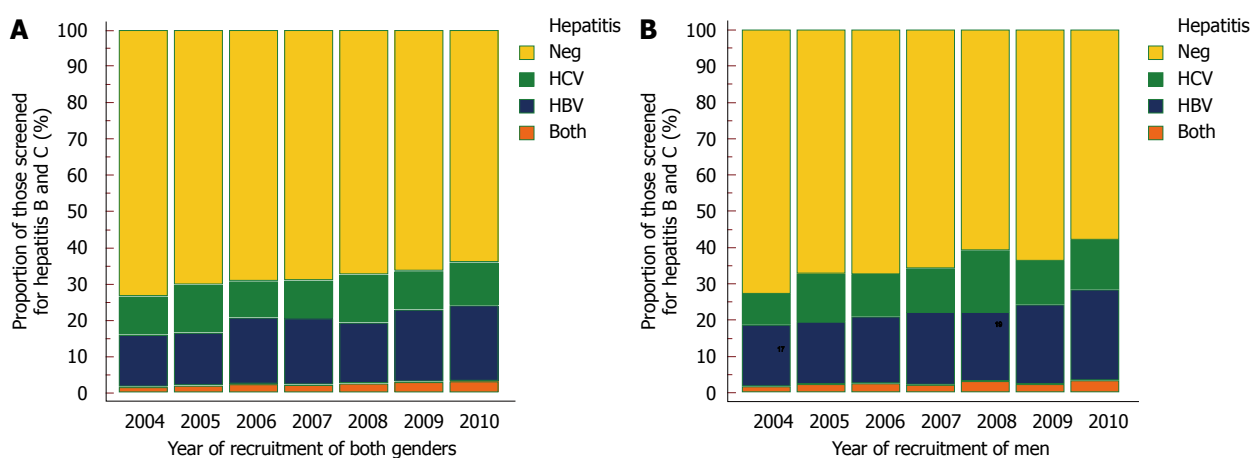 A
Proportion of those screened
for hepatitis B and C (%)
100
90
80
70
60
50
40
30
20
10
0
2004 2005 2006 2007 2008 2009 2010
Year of recruitment of both genders
Hepatitis
Neg
HCV
HBV
Both
B
Proportion of those screened
for hepatitis B and C (%)
100
90
80
70
60
50
40
30
20
10
0
17
19
2004 2005 2006 2007 2008 2009 2010
Year of recruitment of men
Hepatitis
Neg
HCV
HBV
Both